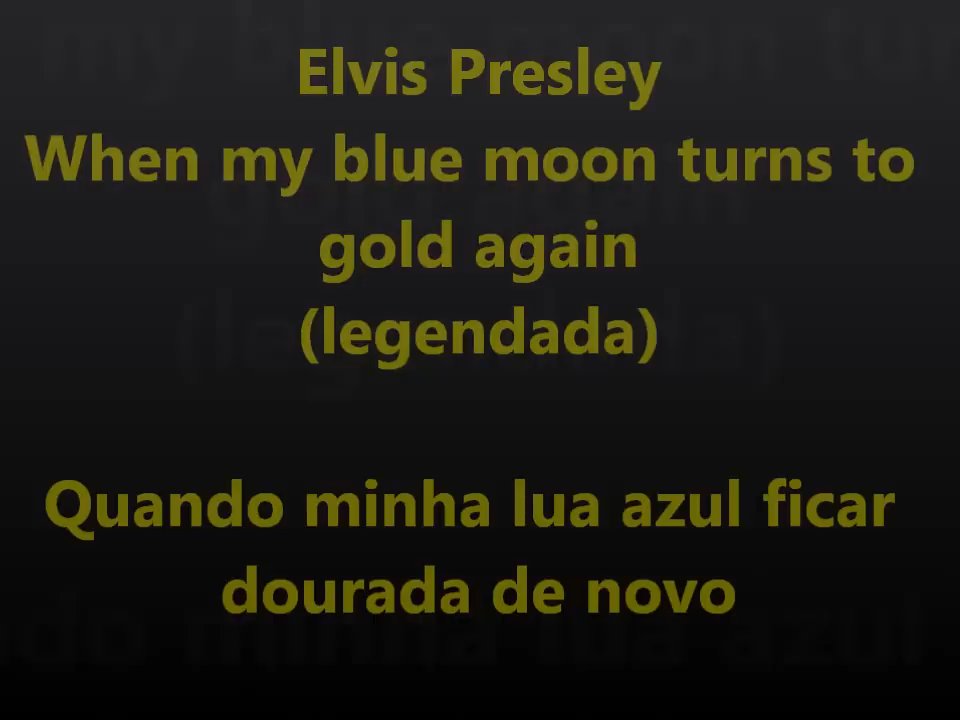 Elvis Presley
When my blue moon turns to
gold again
(legendada)
Quando minha lua azul ficar
dourada de novo